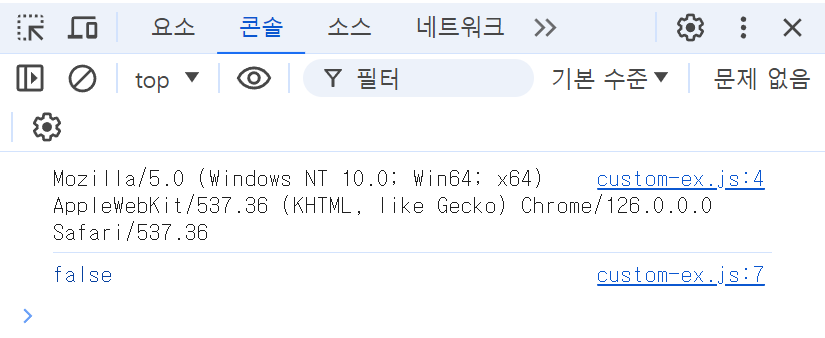 요소 콘솔 소스 네트워크
top 필터 기본 수준 문제 없음
Mozilla/5.0 (Windows NT 10.0; Win64; x64) custom-ex.js:4
AppleWebKit/537.36 (KHTML, like Gecko) Chrome/126.0.0.0
Safari/537.36
false custom-ex.js:7